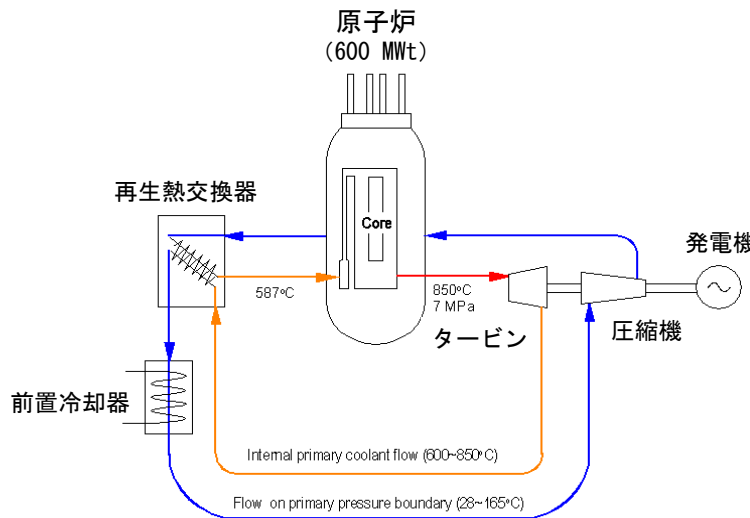 原子炉
(600 MWt)
再生熱交換器
Core
発電機
587℃
850℃
7 MPa
タービン
圧縮機
前置冷却器
Internal primary coolant flow (600~850℃)
Flow on primary pressure boundary (28~165℃)